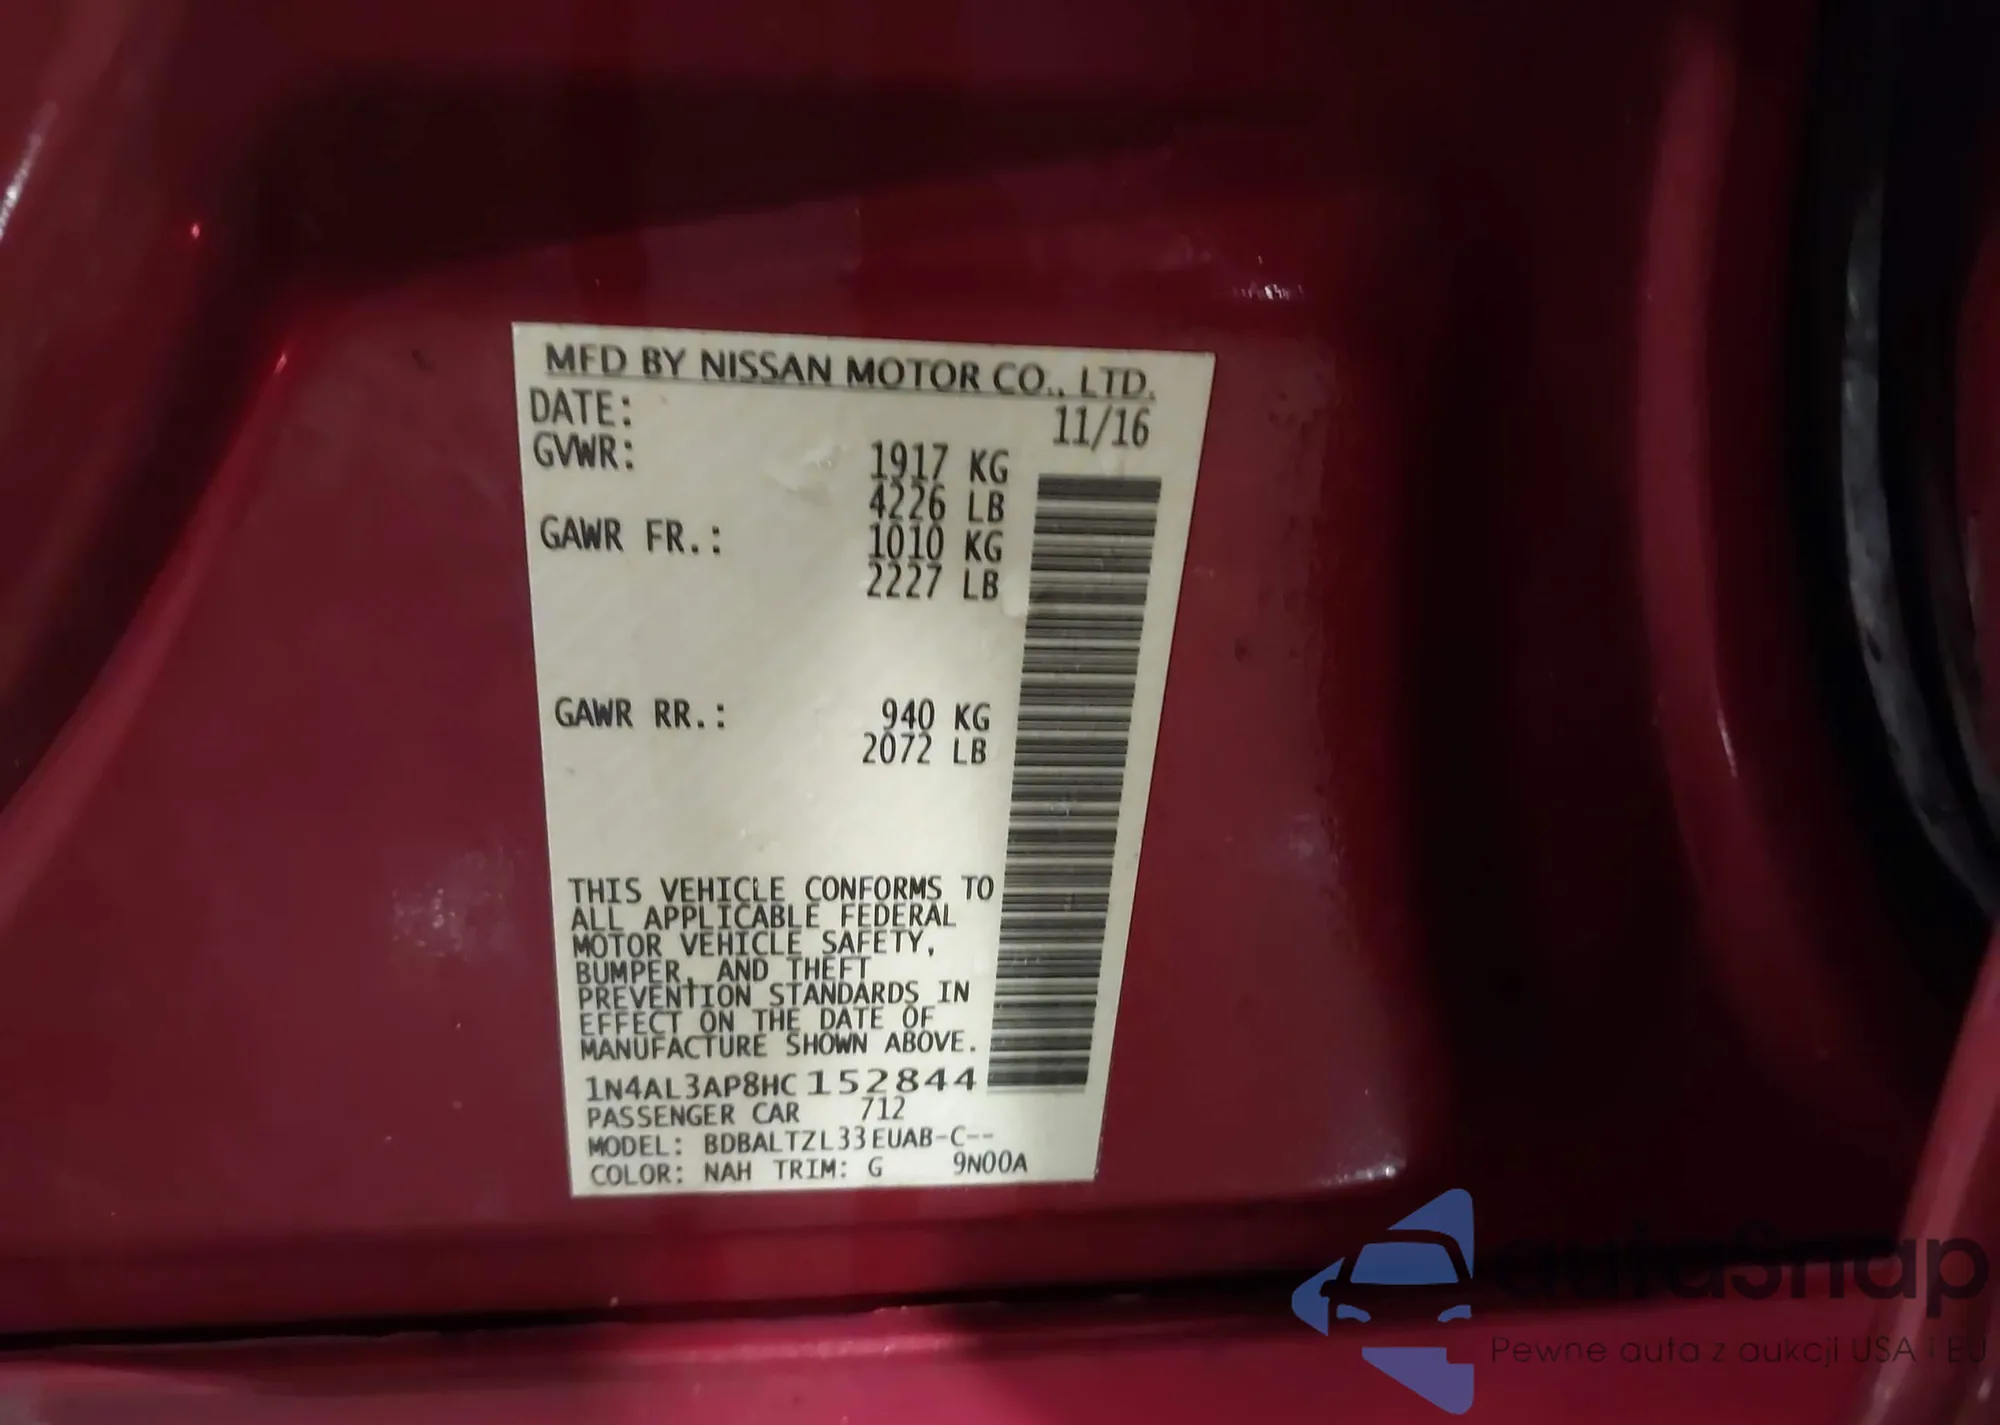 MFD BY NISSAN MOTOR CO., LTD.
DATE: 11/16
GVWR: 1917 KG
4226 LB
GAWR FR.: 1010 KG
2227 LB
GAWR RR.: 940 KG
2072 LB
THIS VEHICLE CONFORMS TO
ALL APPLICABLE FEDERAL
MOTOR VEHICLE SAFETY,
BUMPER, AND THEFT
PREVENTION STANDARDS IN
EFFECT ON THE DATE OF
MANUFACTURE SHOWN ABOVE.
1N4AL3AP8HC152844
PASSENGER CAR 712
MODEL: BDBALTZL33EUAB-C--
COLOR: NAH TRIM: G 9N00A
autaSnap
Pewne auta z aukcji USA i EU